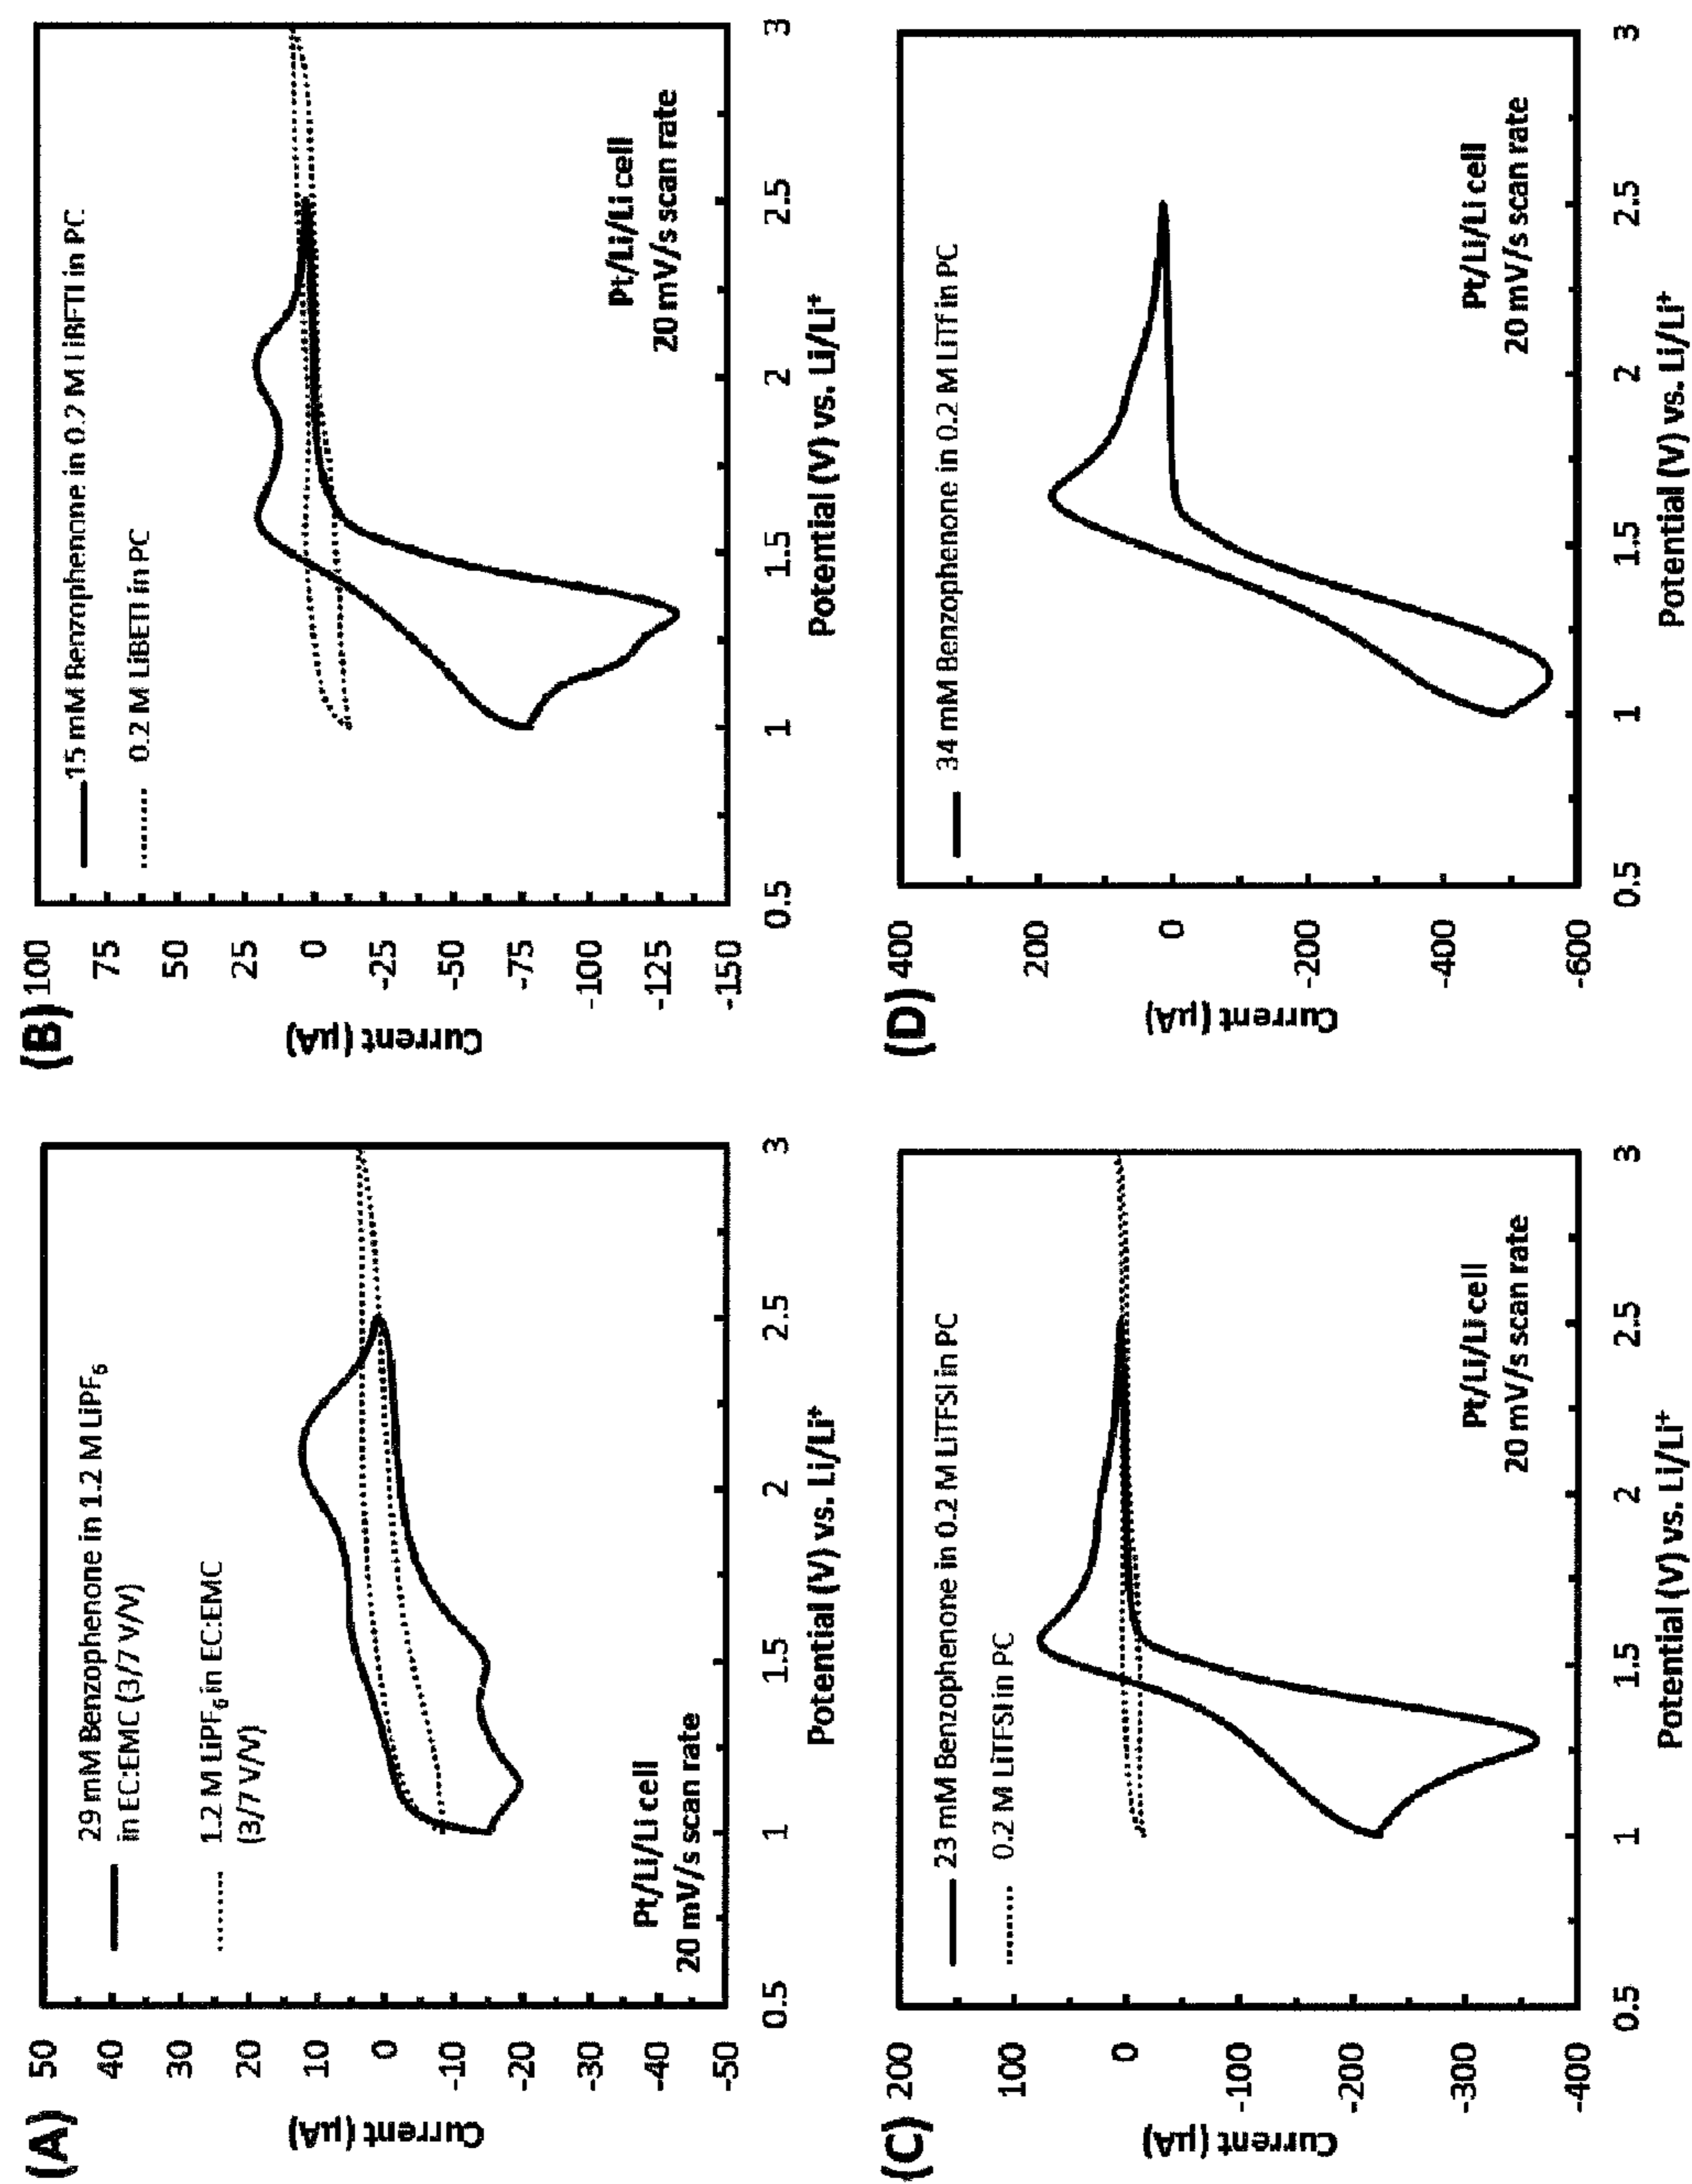 (A)
50
40
30
20
10
0
-10
-20
-30
-40
-50
Current (μA)
29 mM Benzophenone in 1.2 M LiPF6
in EC:EMC (3/7 V/V)
1.2 M LiPF6 in EC:EMC
(3/7 V/V)
Pt/Li/Li cell
20 mV/s scan rate
0.5 1 1.5 2 2.5 3
Potential (V) vs. Li/Li+
(B)
100
75
50
25
0
-25
-50
-75
-100
-125
-150
Current (μA)
15 mM Benzophenone in 0.2 M LiBETI in PC
0.2 M LiBETI in PC
Pt/Li/Li cell
20 mV/s scan rate
0.5 1 1.5 2 2.5 3
Potential (V) vs. Li/Li+
(C)
200
100
0
-100
-200
-300
-400
Current (μA)
23 mM Benzophenone in 0.2 M LiTFSI in PC
0.2 M LiTFSI in PC
Pt/Li/Li cell
20 mV/s scan rate
0.5 1 1.5 2 2.5 3
Potential (V) vs. Li/Li+
(D)
400
200
0
-200
-400
-600
Current (μA)
34 mM Benzophenone in 0.2 M LiTf in PC
Pt/Li/Li cell
20 mV/s scan rate
0.5 1 1.5 2 2.5 3
Potential (V) vs. Li/Li+